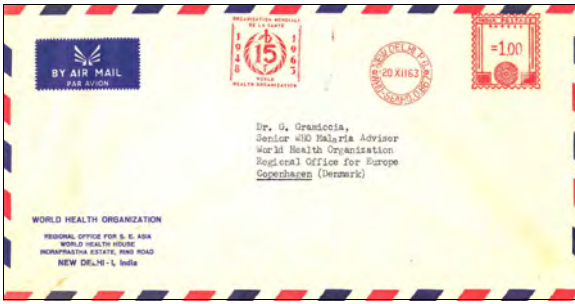 BY AIR MAIL
PAR AVION
ORGANISATION MONDIALE
DE LA SANTÉ
1948
15
1963
WORLD
HEALTH ORGANIZATION
NEW DELHI
-20 XII 63
=1.00
Dr. G. Gramiccia,
Senior WHO Malaria Adviser
World Health Organization
Regional Office for Europe
Copenhagen (Denmark)
WORLD HEALTH ORGANIZATION
REGIONAL OFFICE FOR S. E. ASIA
WORLD HEALTH HOUSE
INDRAPRASTHA ESTATE, RING ROAD
NEW DELHI - 1, India